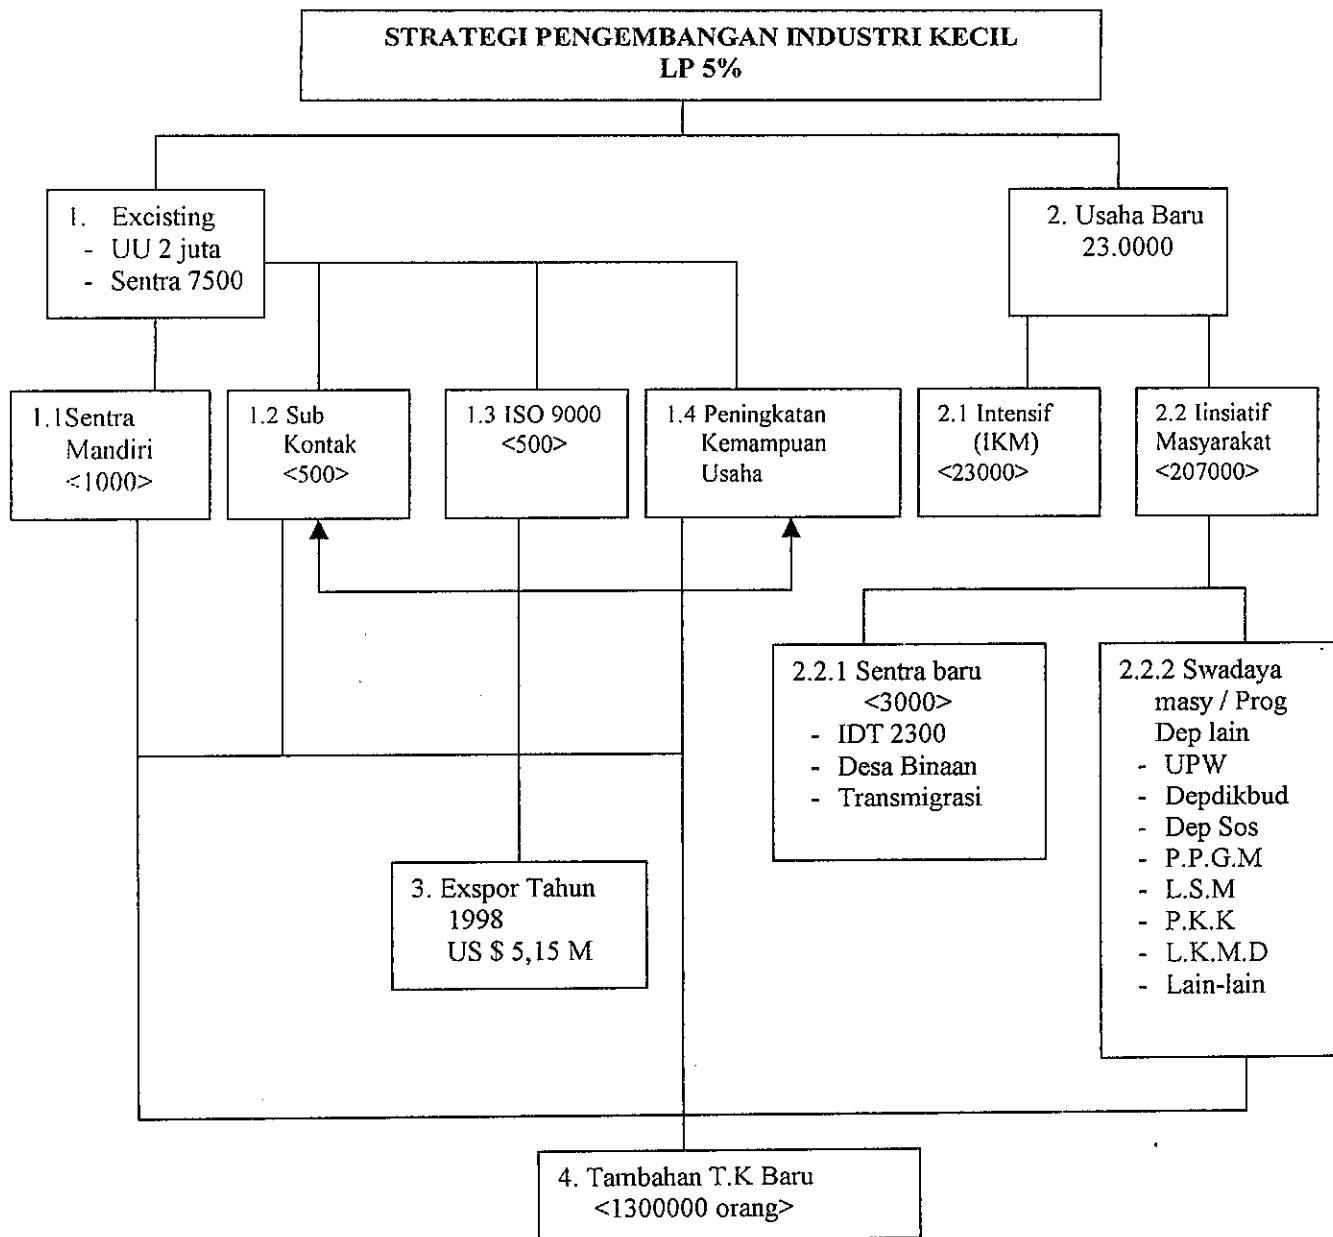 STRATEGI PENGEMBANGAN INDUSTRI KECIL
LP 5%
1. Excisting
- UU 2 juta
- Sentra 7500
2. Usaha Baru
23.0000
1.1Sentra
Mandiri
<1000>
1.2 Sub
Kontak
<500>
1.3 ISO 9000
<500>
1.4 Peningkatan
Kemampuan
Usaha
2.1 Intensif
(IKM)
<23000>
2.2 Iinsiatif
Masyarakat
<207000>
2.2.1 Sentra baru
<3000>
- IDT 2300
- Desa Binaan
- Transmigrasi
2.2.2 Swadaya
masy / Prog
Dep lain
- UPW
- Depdikbud
- Dep Sos
- P.P.G.M
- L.S.M
- P.K.K
- L.K.M.D
- Lain-lain
3. Exspor Tahun
1998
US $ 5,15 M
4. Tambahan T.K Baru
<1300000 orang>